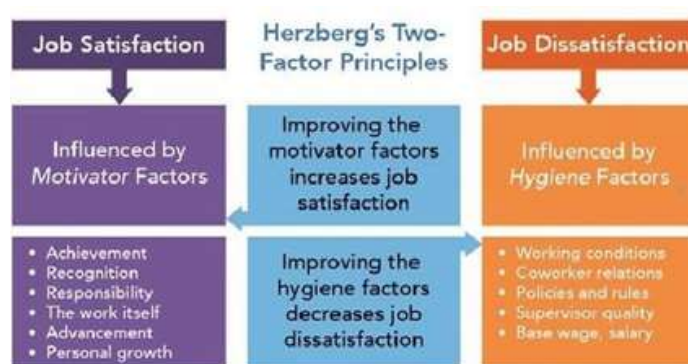 Job Satisfaction
Influenced by
Motivator Factors
• Achievement
• Recognition
• Responsibility
• The work itself
• Advancement
• Personal growth
Herzberg's Two-
Factor Principles
Improving the
motivator factors
increases job
satisfaction
Improving the
hygiene factors
decreases job
dissatisfaction
Job Dissatisfaction
Influenced by
Hygiene Factors
• Working conditions
• Coworker relations
• Policies and rules
• Supervisor quality
• Base wage, salary